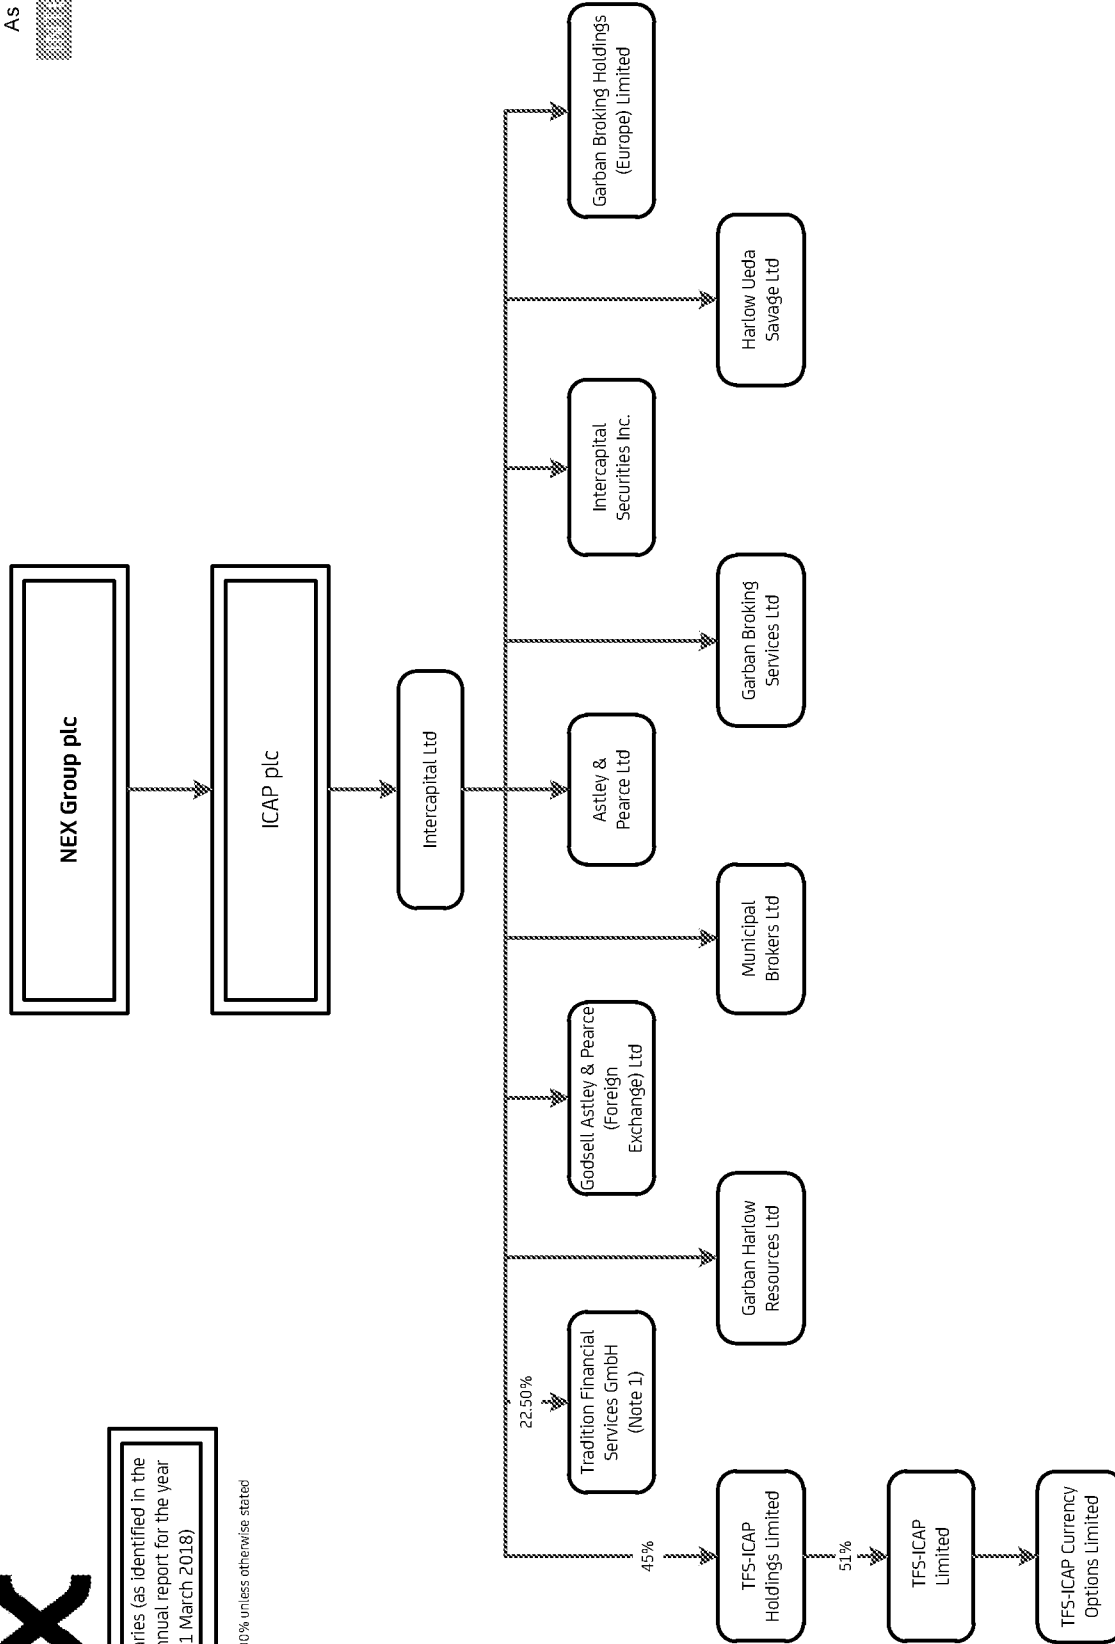 X
As
NEX Group plc
aries (as identified in the
nnual report for the year
1 March 2018)
00% unless otherwise stated
ICAP plc
Intercapital Ltd
22.50%
Tradition Financial
Services GmbH
(Note 1)
Godsell Astley & Pearce
(Foreign
Exchange) Ltd
Astley &
Pearce Ltd
Intercapital
Securities Inc.
Garban Broking Holdings
(Europe) Limited
45%
TFS-ICAP
Holdings Limited
Garban Harlow
Resources Ltd
Municipal
Brokers Ltd
Garban Broking
Services Ltd
Harlow Ueda
Savage Ltd
51%
TFS-ICAP
Limited
TFS-ICAP Currency
Options Limited